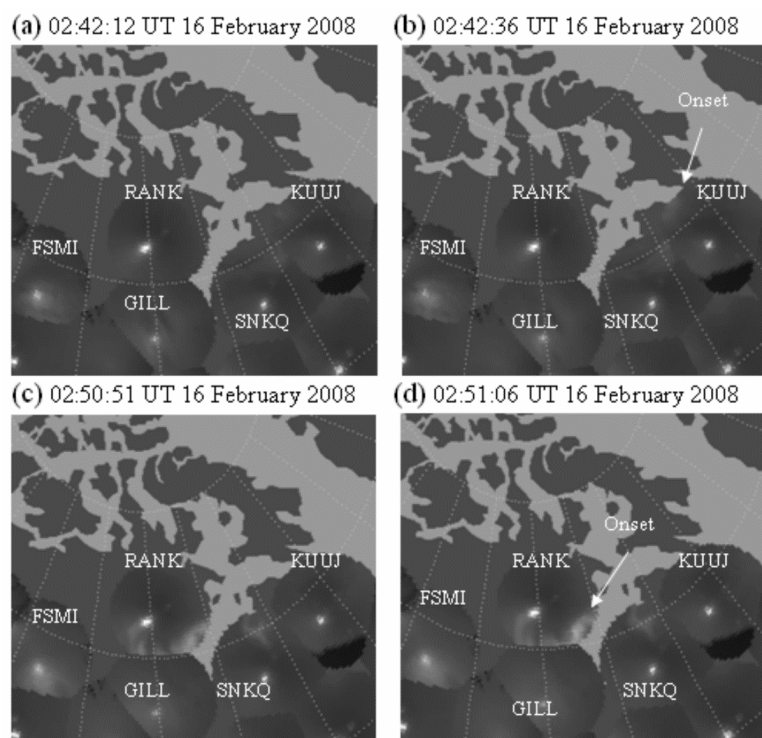 (a) 02:42:12 UT 16 February 2008
RANK
KUUJ
FSMI
GILL
SNKQ
(b) 02:42:36 UT 16 February 2008
Onset
RANK
KUUJ
FSMI
GILL
SNKQ
(c) 02:50:51 UT 16 February 2008
RANK
KUUJ
FSMI
GILL
SNKQ
(d) 02:51:06 UT 16 February 2008
Onset
RANK
KUUJ
FSMI
SNKQ
GILL